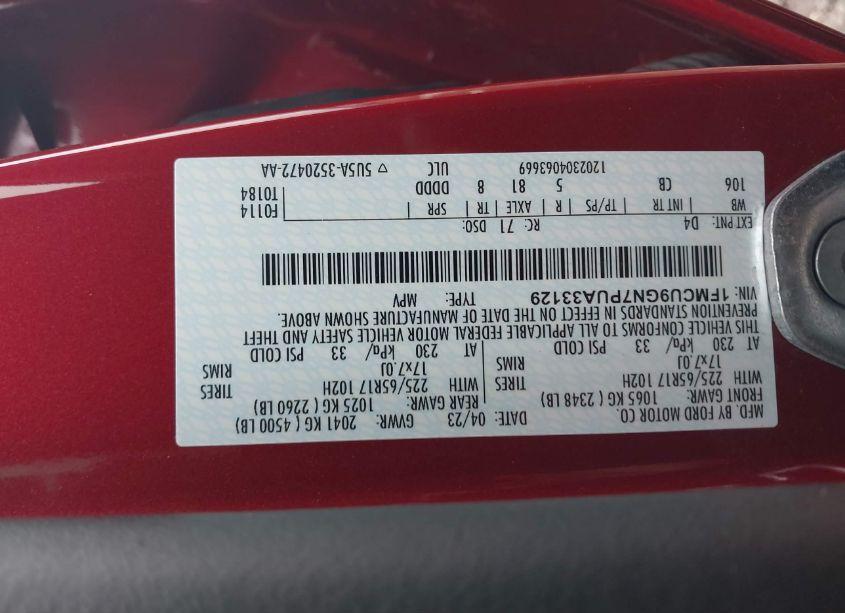 MFD. BY FORD MOTOR CO.
DATE: 04/23 GVWR: 2041 KG ( 4500 LB)
FRONT GAWR: 1065 KG ( 2348 LB) REAR GAWR: 1025 KG ( 2260 LB)
WITH 225/65R17 102H TIRES WITH 225/65R17 102H TIRES
17x7.0J RIMS 17x7.0J RIMS
AT 230 kPa/ 33 PSI COLD AT 230 kPa/ 33 PSI COLD
THIS VEHICLE CONFORMS TO ALL APPLICABLE FEDERAL MOTOR VEHICLE SAFETY AND THEFT
PREVENTION STANDARDS IN EFFECT ON THE DATE OF MANUFACTURE SHOWN ABOVE.
VIN: 1FMCU9GN7PUA33129 TYPE: MPV
EXT PNT: D4 RC: 71 DSO: F0114
WB INT TR TP/PS R AXLE TR SPR T0184
106 CB 5 81 8 DDDD
1202304063669 ULC ▽ 5U5A-3520472-AA